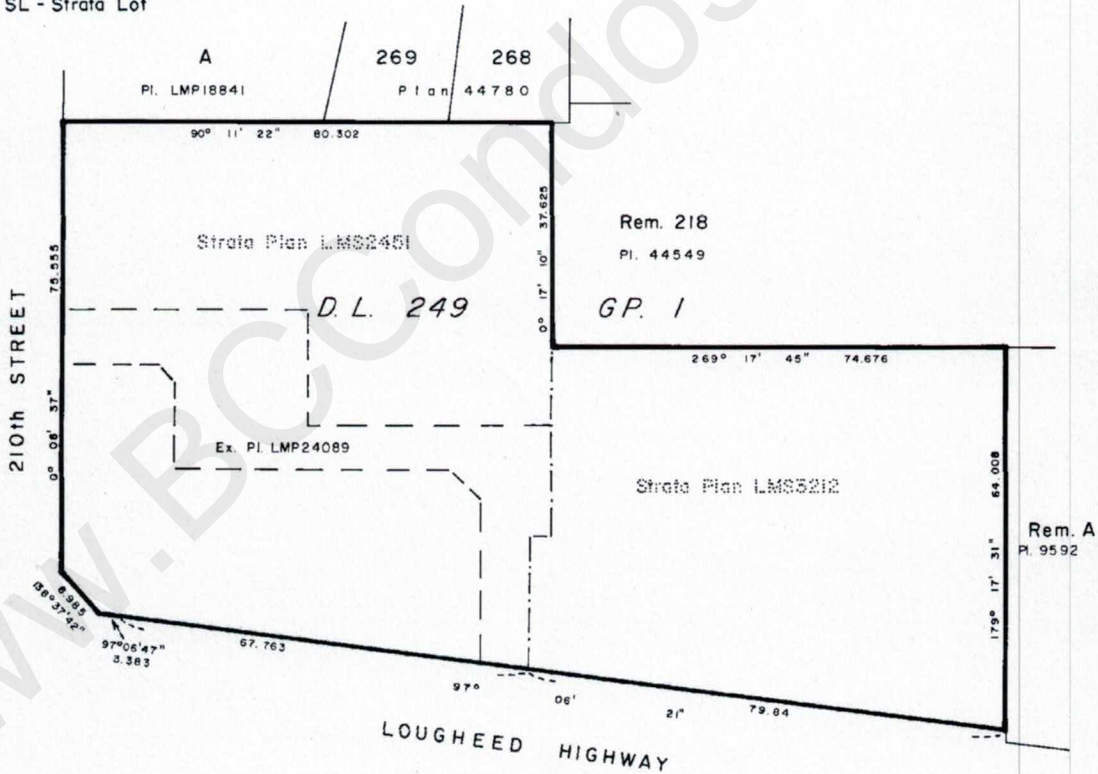 SL - Strata Lot
A
269
268
Pl. LMP18841
Plan 44780
90° 11' 22" 80.302
37.625
0° 17' 10"
Rem. 218
Pl. 44549
Strata Plan LMS2451
D. L. 249
GP. 1
75.555
0° 08' 37"
210th STREET
269° 17' 45" 74.676
Ex. Pl. LMP24089
Strata Plan LMS3212
64.008
179° 17' 31"
Rem. A
Pl. 9592
138°37'42"
97°06'47"
3.383
67.763
97° 06' 21" 79.84
LOUGHEED HIGHWAY
www.BCCondos